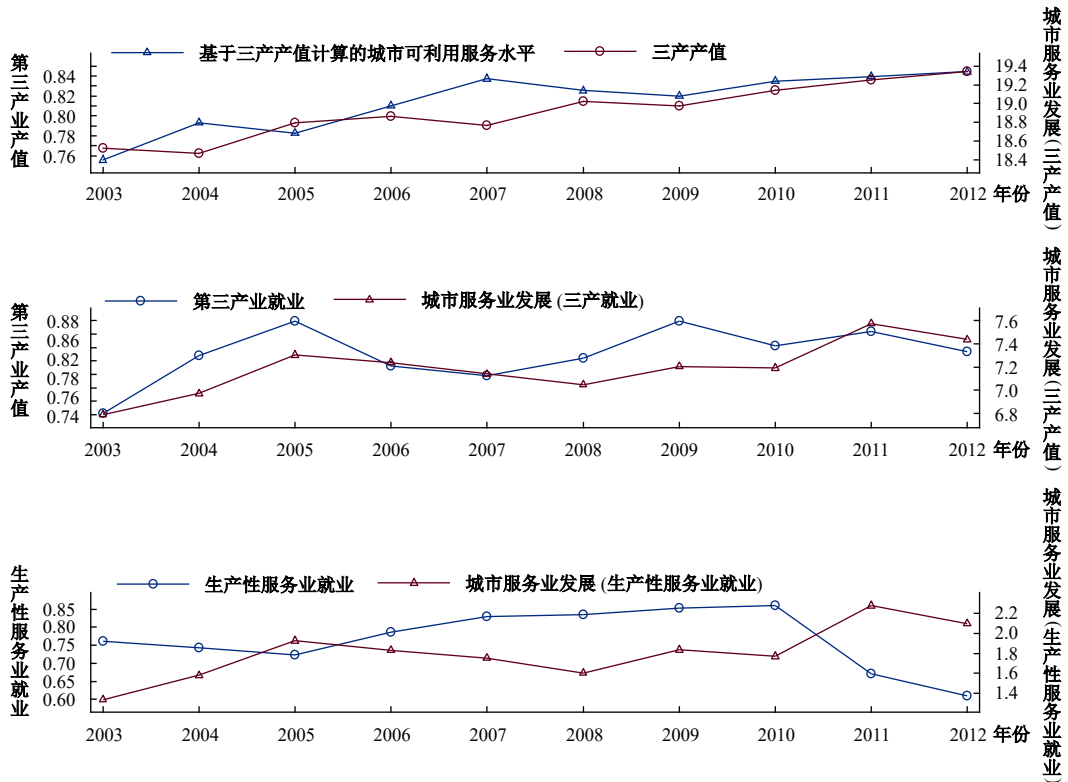 基于三产产值计算的城市可利用服务水平 三产产值
第三产业产值
0.84
0.82
0.80
0.78
0.76
19.4
19.2
19.0
18.8
18.6
18.4
城市服务业发展(三产产值)
2003 2004 2005 2006 2007 2008 2009 2010 2011 2012 年份
第三产业就业 城市服务业发展 (三产就业)
第三产业产值
0.88
0.86
0.82
0.78
0.76
0.74
7.6
7.4
7.2
7.0
6.8
城市服务业发展(三产产值)
2003 2004 2005 2006 2007 2008 2009 2010 2011 2012 年份
生产性服务业就业 城市服务业发展 (生产性服务业就业)
生产性服务业就业
0.85
0.80
0.75
0.70
0.65
0.60
2.2
2.0
1.8
1.6
1.4
城市服务业发展(生产性服务业就业)
2003 2004 2005 2006 2007 2008 2009 2010 2011 2012 年份